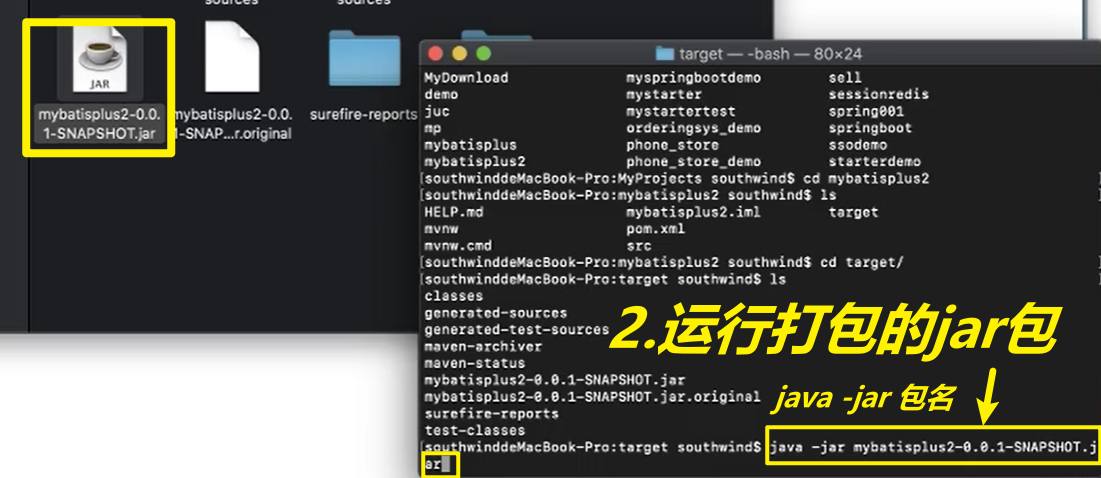 sources
sources
JAR
mybatisplus2-0.0.
1-SNAPSHOT.jar
mybatisplus2-0.0.
1-SNAP...r.original
surefire-reports
target — -bash — 80×24
MyDownload myspringbootdemo sell
demo mystarter sessionredis
juc mystartertest spring001
mp orderingsys_demo springboot
mybatisplus phone_store ssodemo
mybatisplus2 phone_store_demo starterdemo
[southwinddeMacBook-Pro:MyProjects southwind$ cd mybatisplus2
[southwinddeMacBook-Pro:mybatisplus2 southwind$ ls
HELP.md mybatisplus2.iml target
mvnw pom.xml
mvnw.cmd src
[southwinddeMacBook-Pro:mybatisplus2 southwind$ cd target/
[southwinddeMacBook-Pro:target southwind$ ls
classes
generated-sources
generated-test-sources
maven-archiver
maven-status
mybatisplus2-0.0.1-SNAPSHOT.jar
mybatisplus2-0.0.1-SNAPSHOT.jar.original
surefire-reports
test-classes
[southwinddeMacBook-Pro:target southwind$ java -jar mybatisplus2-0.0.1-SNAPSHOT.j
ar
2.运行打包的jar包
java -jar 包名